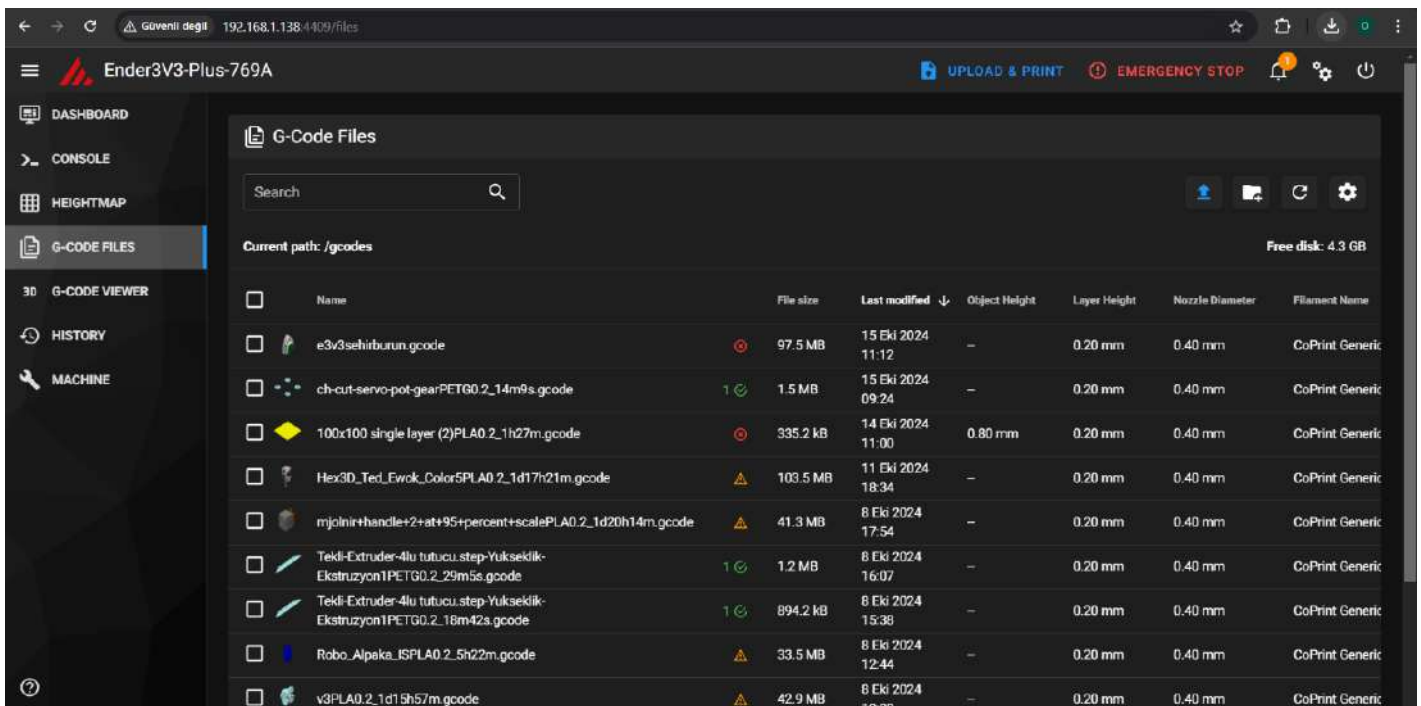 Güvenli değil 192.168.1.138:4409/files
Ender3V3-Plus-769A
UPLOAD & PRINT
EMERGENCY STOP
1
DASHBOARD
CONSOLE
HEIGHTMAP
G-CODE FILES
3D G-CODE VIEWER
HISTORY
MACHINE
G-Code Files
Search
Current path: /gcodes
Free disk: 4.3 GB
Name File size Last modified Object Height Layer Height Nozzle Diameter Filament Name
e3v3sehirburun.gcode 97.5 MB 15 Eki 2024 – 0.20 mm 0.40 mm CoPrint Generic
11:12
ch-cut-servo-pot-gearPETG0.2_14m9s.gcode 1 1.5 MB 15 Eki 2024 – 0.20 mm 0.40 mm CoPrint Generic
09:24
100x100 single layer (2)PLA0.2_1h27m.gcode 335.2 kB 14 Eki 2024 0.80 mm 0.20 mm 0.40 mm CoPrint Generic
11:00
Hex3D_Ted_Ewok_Color5PLA0.2_1d17h21m.gcode 103.5 MB 11 Eki 2024 – 0.20 mm 0.40 mm CoPrint Generic
18:34
mjolnir+handle+2+at+95+percent+scalePLA0.2_1d20h14m.gcode 41.3 MB 8 Eki 2024 – 0.20 mm 0.40 mm CoPrint Generic
17:54
Tekli-Extruder-4lu tutucu.step-Yukseklik- 1 1.2 MB 8 Eki 2024 – 0.20 mm 0.40 mm CoPrint Generic
Ekstruzyon1PETG0.2_29m5s.gcode 16:07
Tekli-Extruder-4lu tutucu.step-Yukseklik- 1 894.2 kB 8 Eki 2024 – 0.20 mm 0.40 mm CoPrint Generic
Ekstruzyon1PETG0.2_18m42s.gcode 15:38
Robo_Alpaka_ISPLA0.2_5h22m.gcode 33.5 MB 8 Eki 2024 – 0.20 mm 0.40 mm CoPrint Generic
12:44
v3PLA0.2_1d15h57m.gcode 42.9 MB 8 Eki 2024 – 0.20 mm 0.40 mm CoPrint Generic